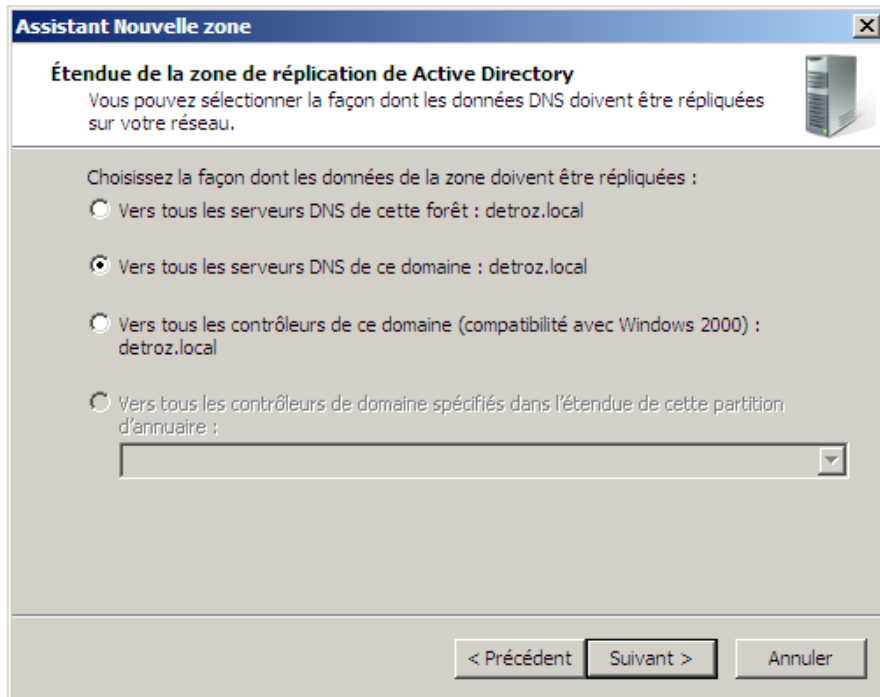 Assistant Nouvelle zone
Étendue de la zone de réplication de Active Directory
Vous pouvez sélectionner la façon dont les données DNS doivent être répliquées
sur votre réseau.
Choisissez la façon dont les données de la zone doivent être répliquées :
Vers tous les serveurs DNS de cette forêt : detroz.local
Vers tous les serveurs DNS de ce domaine : detroz.local
Vers tous les contrôleurs de ce domaine (compatibilité avec Windows 2000) :
detroz.local
Vers tous les contrôleurs de domaine spécifiés dans l'étendue de cette partition
d'annuaire :
< Précédent Suivant > Annuler